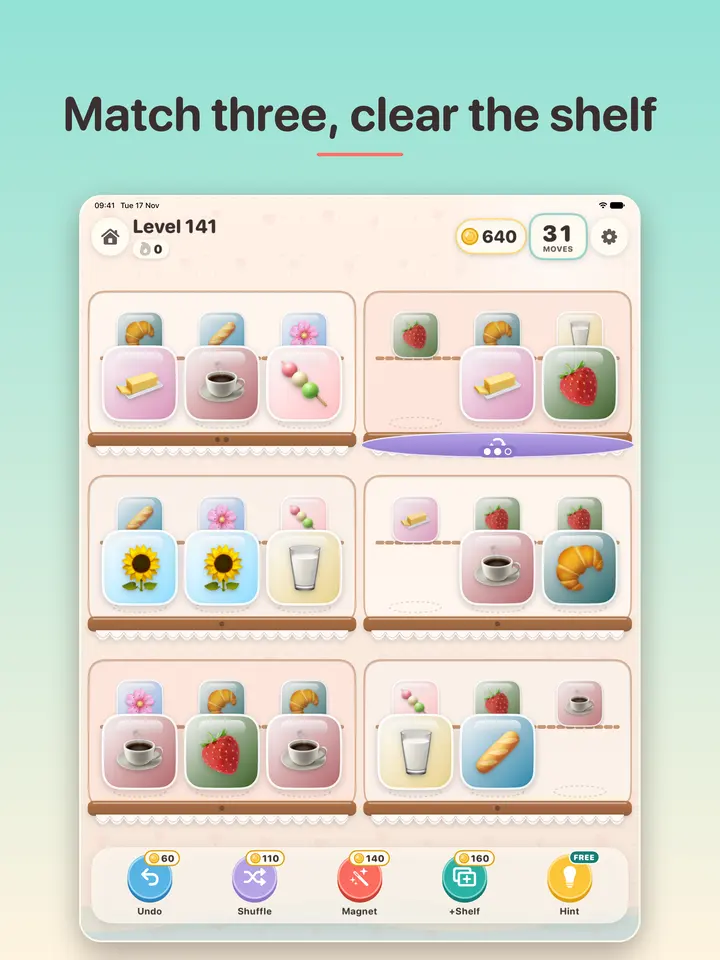 Match three, clear the shelf
09:41 Tue 17 Nov
Level 141
0
640
31
MOVES
60
110
140
160
FREE
Undo
Shuffle
Magnet
+Shelf
Hint